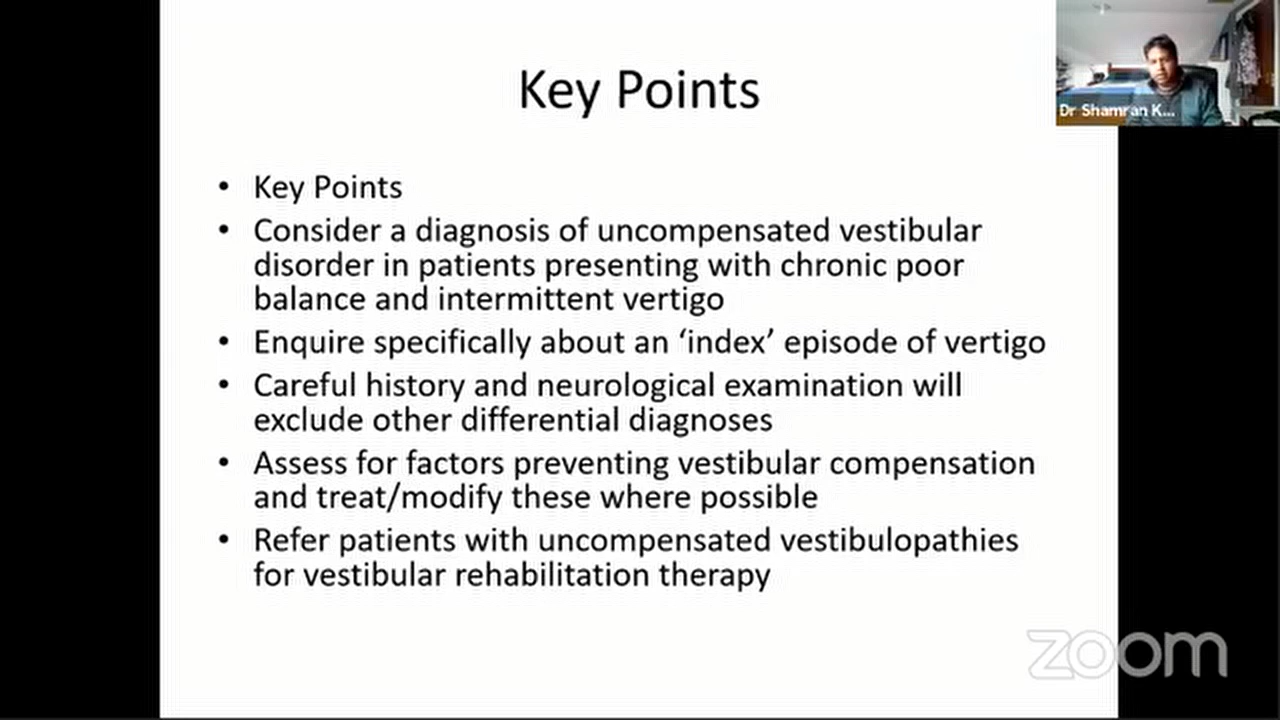 Key Points
Dr Shamran K...
• Key Points
• Consider a diagnosis of uncompensated vestibular
disorder in patients presenting with chronic poor
balance and intermittent vertigo
• Enquire specifically about an ‘index’ episode of vertigo
• Careful history and neurological examination will
exclude other differential diagnoses
• Assess for factors preventing vestibular compensation
and treat/modify these where possible
• Refer patients with uncompensated vestibulopathies
for vestibular rehabilitation therapy
zoom